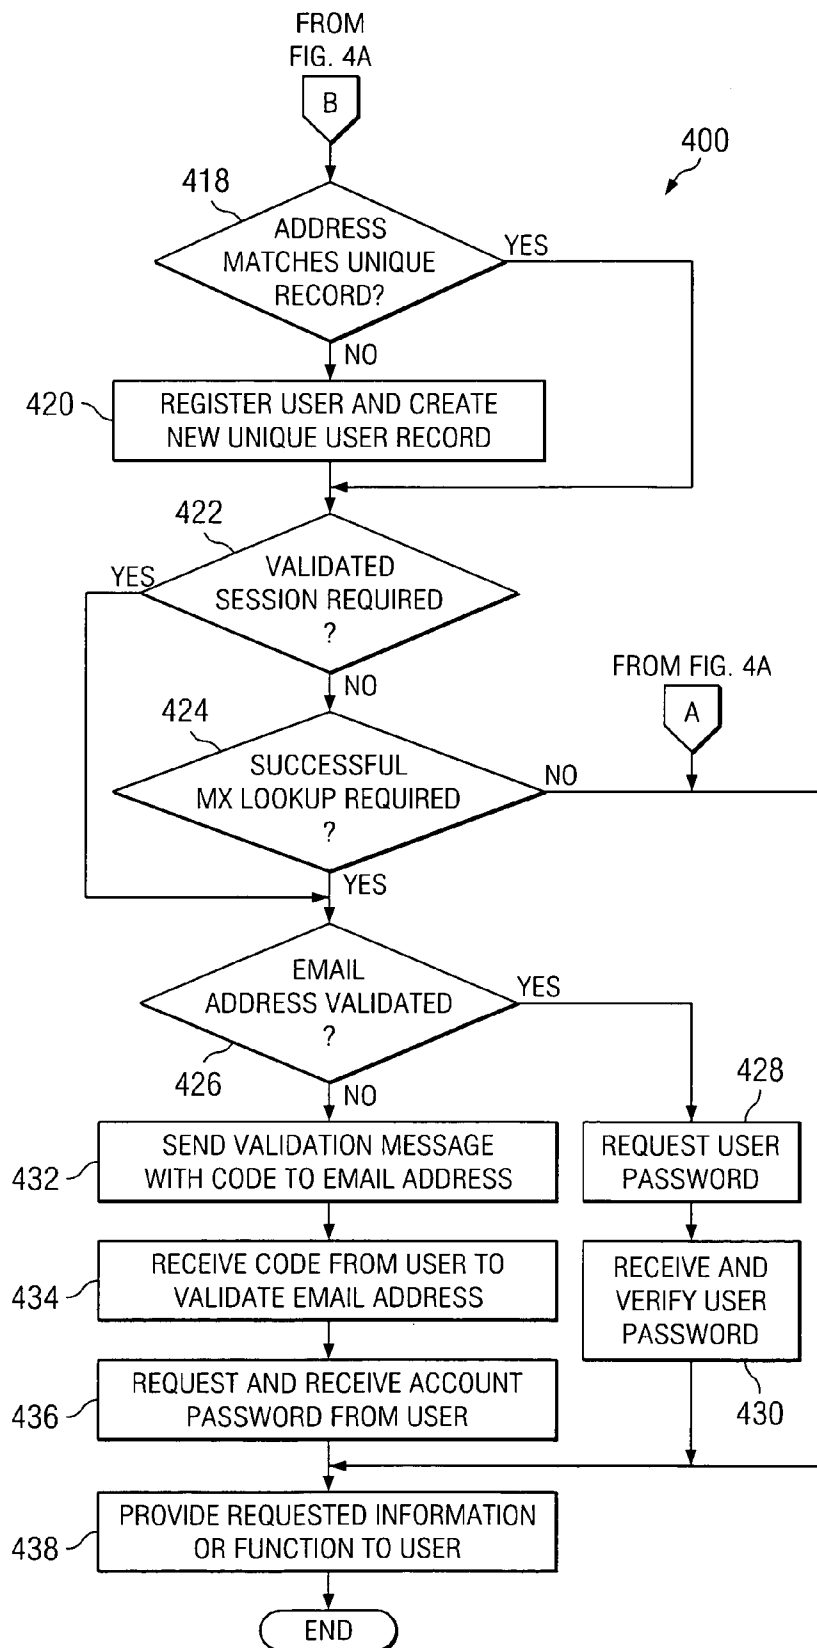 FROM
FIG. 4A
B
400
418
ADDRESS
MATCHES UNIQUE
RECORD?
YES
NO
420
REGISTER USER AND CREATE
NEW UNIQUE USER RECORD
422
VALIDATED
SESSION REQUIRED
?
YES
NO
FROM FIG. 4A
A
424
SUCCESSFUL
MX LOOKUP REQUIRED
?
NO
YES
EMAIL
ADDRESS VALIDATED
?
YES
426
NO
428
432
SEND VALIDATION MESSAGE
WITH CODE TO EMAIL ADDRESS
REQUEST USER
PASSWORD
434
RECEIVE CODE FROM USER TO
VALIDATE EMAIL ADDRESS
RECEIVE AND
VERIFY USER
PASSWORD
430
436
REQUEST AND RECEIVE ACCOUNT
PASSWORD FROM USER
438
PROVIDE REQUESTED INFORMATION
OR FUNCTION TO USER
END